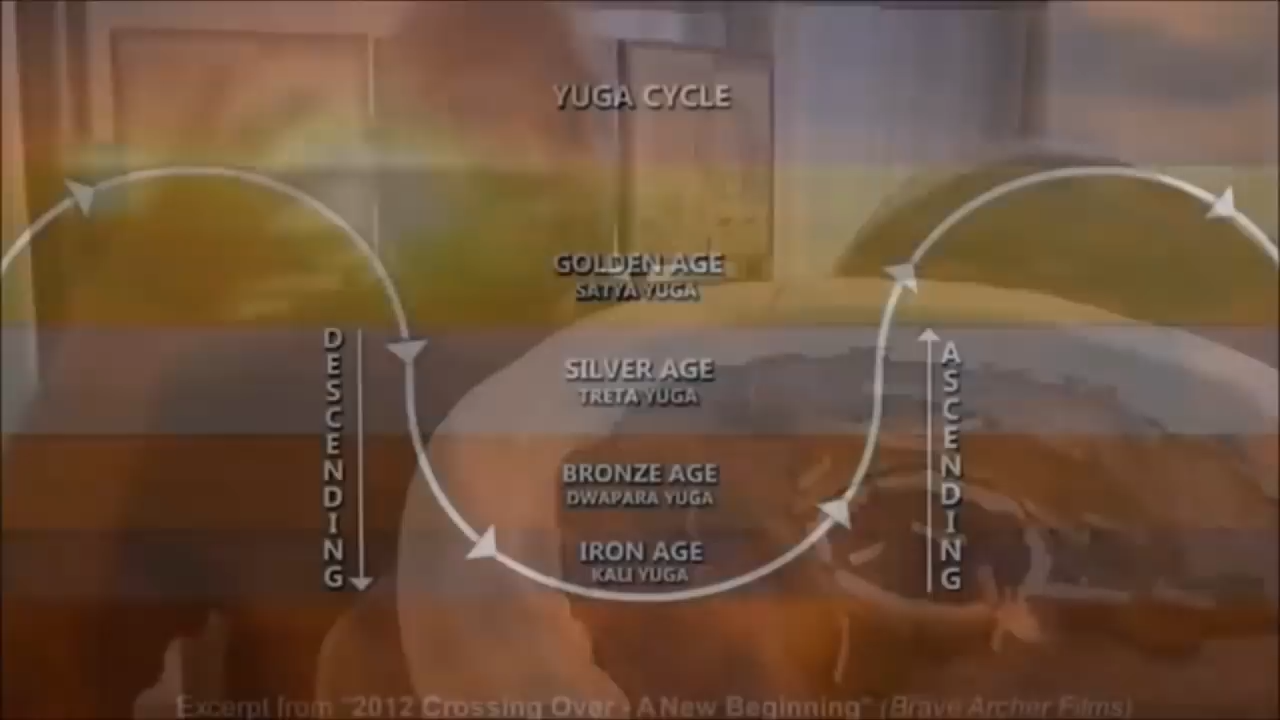 YUGA CYCLE
GOLDEN AGE
SATYA YUGA
DESCENDING
SILVER AGE
TRETA YUGA
ASCENDING
BRONZE AGE
DWAPARA YUGA
IRON AGE
KALI YUGA
Excerpt from "2012 Crossing Over - A New Beginning" (Brave Archer Films)